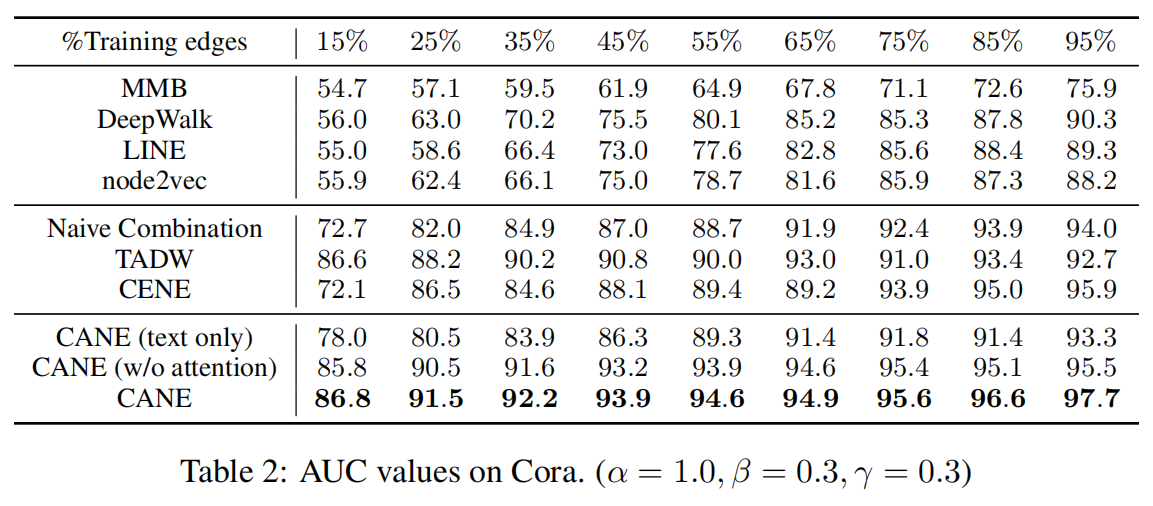 %Training edges 15% 25% 35% 45% 55% 65% 75% 85% 95%
MMB 54.7 57.1 59.5 61.9 64.9 67.8 71.1 72.6 75.9
DeepWalk 56.0 63.0 70.2 75.5 80.1 85.2 85.3 87.8 90.3
LINE 55.0 58.6 66.4 73.0 77.6 82.8 85.6 88.4 89.3
node2vec 55.9 62.4 66.1 75.0 78.7 81.6 85.9 87.3 88.2
Naive Combination 72.7 82.0 84.9 87.0 88.7 91.9 92.4 93.9 94.0
TADW 86.6 88.2 90.2 90.8 90.0 93.0 91.0 93.4 92.7
CENE 72.1 86.5 84.6 88.1 89.4 89.2 93.9 95.0 95.9
CANE (text only) 78.0 80.5 83.9 86.3 89.3 91.4 91.8 91.4 93.3
CANE (w/o attention) 85.8 90.5 91.6 93.2 93.9 94.6 95.4 95.1 95.5
CANE 86.8 91.5 92.2 93.9 94.6 94.9 95.6 96.6 97.7
Table 2: AUC values on Cora. (α = 1.0, β = 0.3, γ = 0.3)